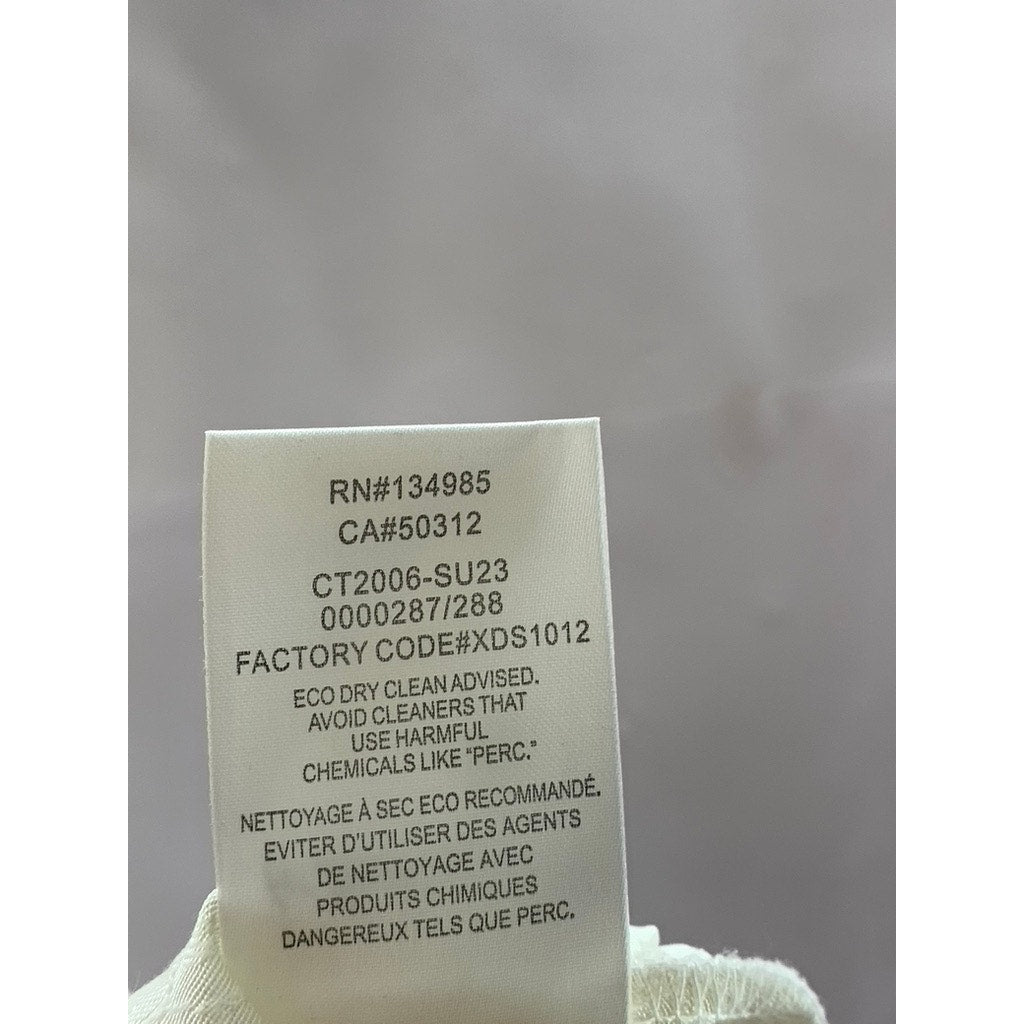 RN#134985
CA#50312
CT2006-SU23
0000287/288
FACTORY CODE#XDS1012
ECO DRY CLEAN ADVISED.
AVOID CLEANERS THAT
USE HARMFUL
CHEMICALS LIKE “PERC.”
NETTOYAGE À SEC ECO RECOMMANDÉ.
EVITER D'UTILISER DES AGENTS
DE NETTOYAGE AVEC
PRODUITS CHIMIQUES
DANGEREUX TELS QUE PERC.